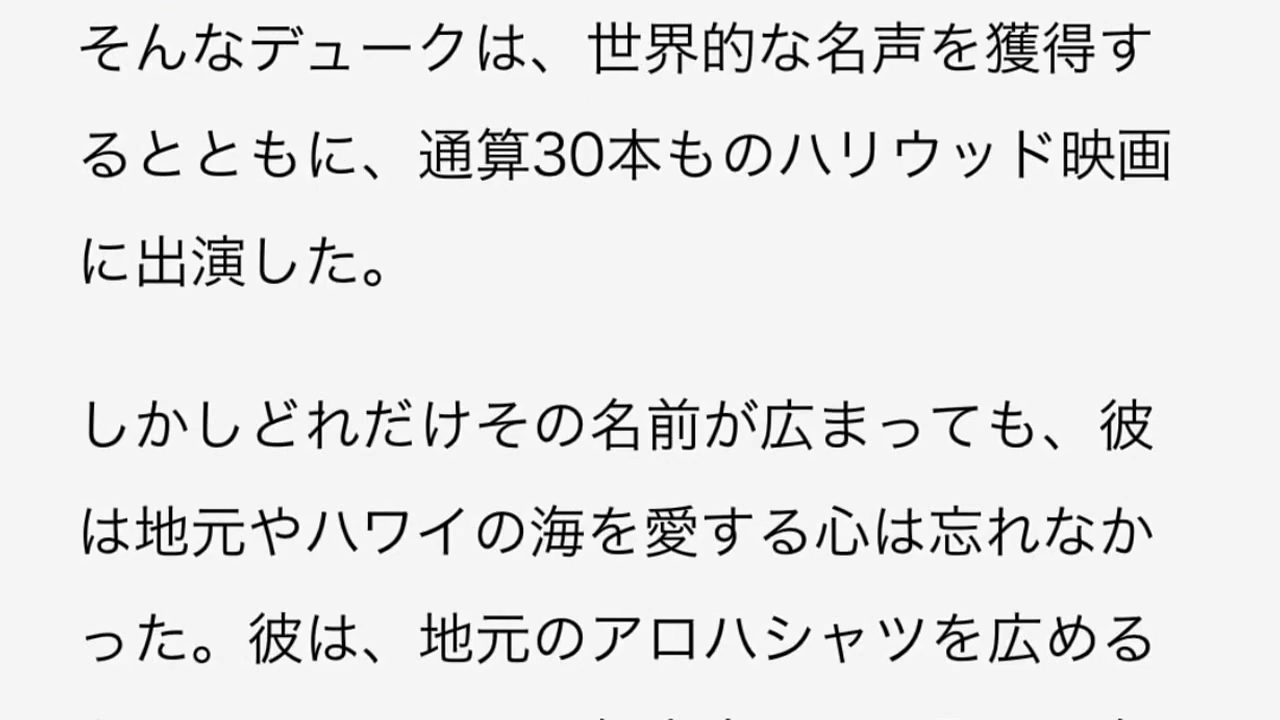 そんなデュークは、世界的な名声を獲得す
るとともに、通算30本ものハリウッド映画
に出演した。
しかしどれだけその名前が広まっても、彼
は地元やハワイの海を愛する心は忘れなか
った。彼は、地元のアロハシャツを広める